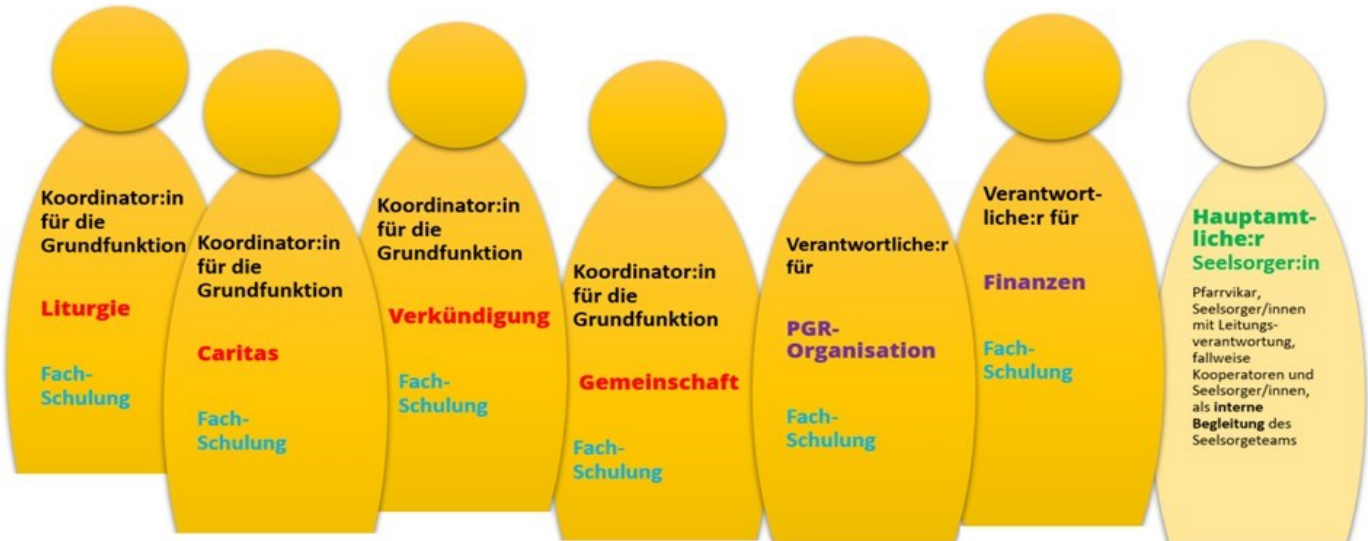 Koordinator:in
für die
Grundfunktion
Liturgie
Fach-
Schulung
Koordinator:in
für die
Grundfunktion
Caritas
Fach-
Schulung
Koordinator:in
für die
Grundfunktion
Verkündigung
Fach-
Schulung
Koordinator:in
für die
Grundfunktion
Gemeinschaft
Fach-
Schulung
Verantwortliche:r
für
PGR-
Organisation
Fach-
Schulung
Verantwort-
liche:r für
Finanzen
Fach-
Schulung
Hauptamt-
liche:r
Seelsorger:in
Pfarrvikar,
Seelsorger/innen
mit Leitungs-
verantwortung,
fallweise
Kooperatoren und
Seelsorger/innen,
als interne
Begleitung des
Seelsorgeteams